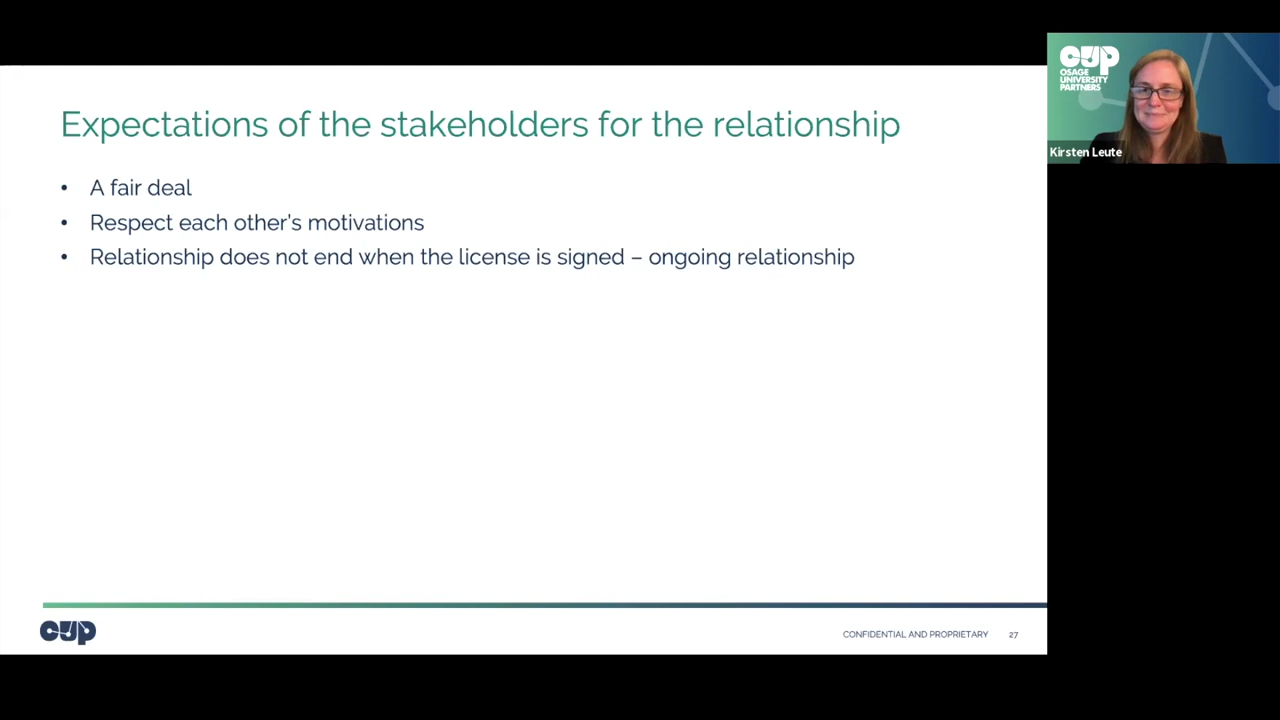 Expectations of the stakeholders for the relationship
• A fair deal
• Respect each other's motivations
• Relationship does not end when the license is signed – ongoing relationship
OUP
CONFIDENTIAL AND PROPRIETARY 27
OUP
OSAGE
UNIVERSITY
PARTNERS
Kirsten Leute